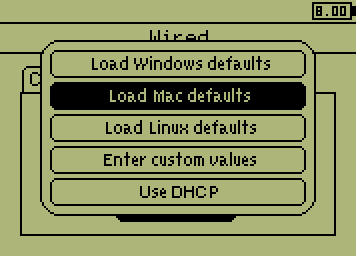 8.00
Wired
C
Load Windows defaults
Load Mac defaults
Load Linux defaults
Enter custom values
Use DHCP